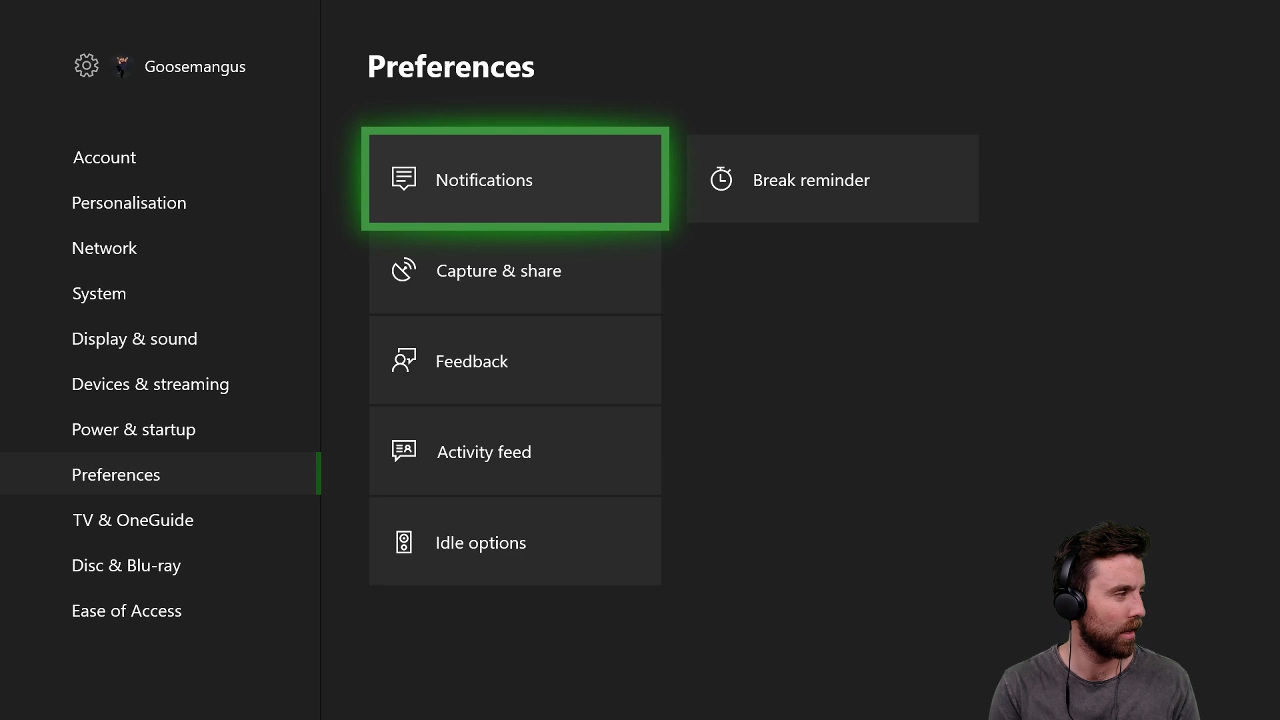 Goosemangus
Account
Personalisation
Network
System
Display & sound
Devices & streaming
Power & startup
Preferences
TV & OneGuide
Disc & Blu-ray
Ease of Access
Preferences
Notifications
Break reminder
Capture & share
Feedback
Activity feed
Idle options